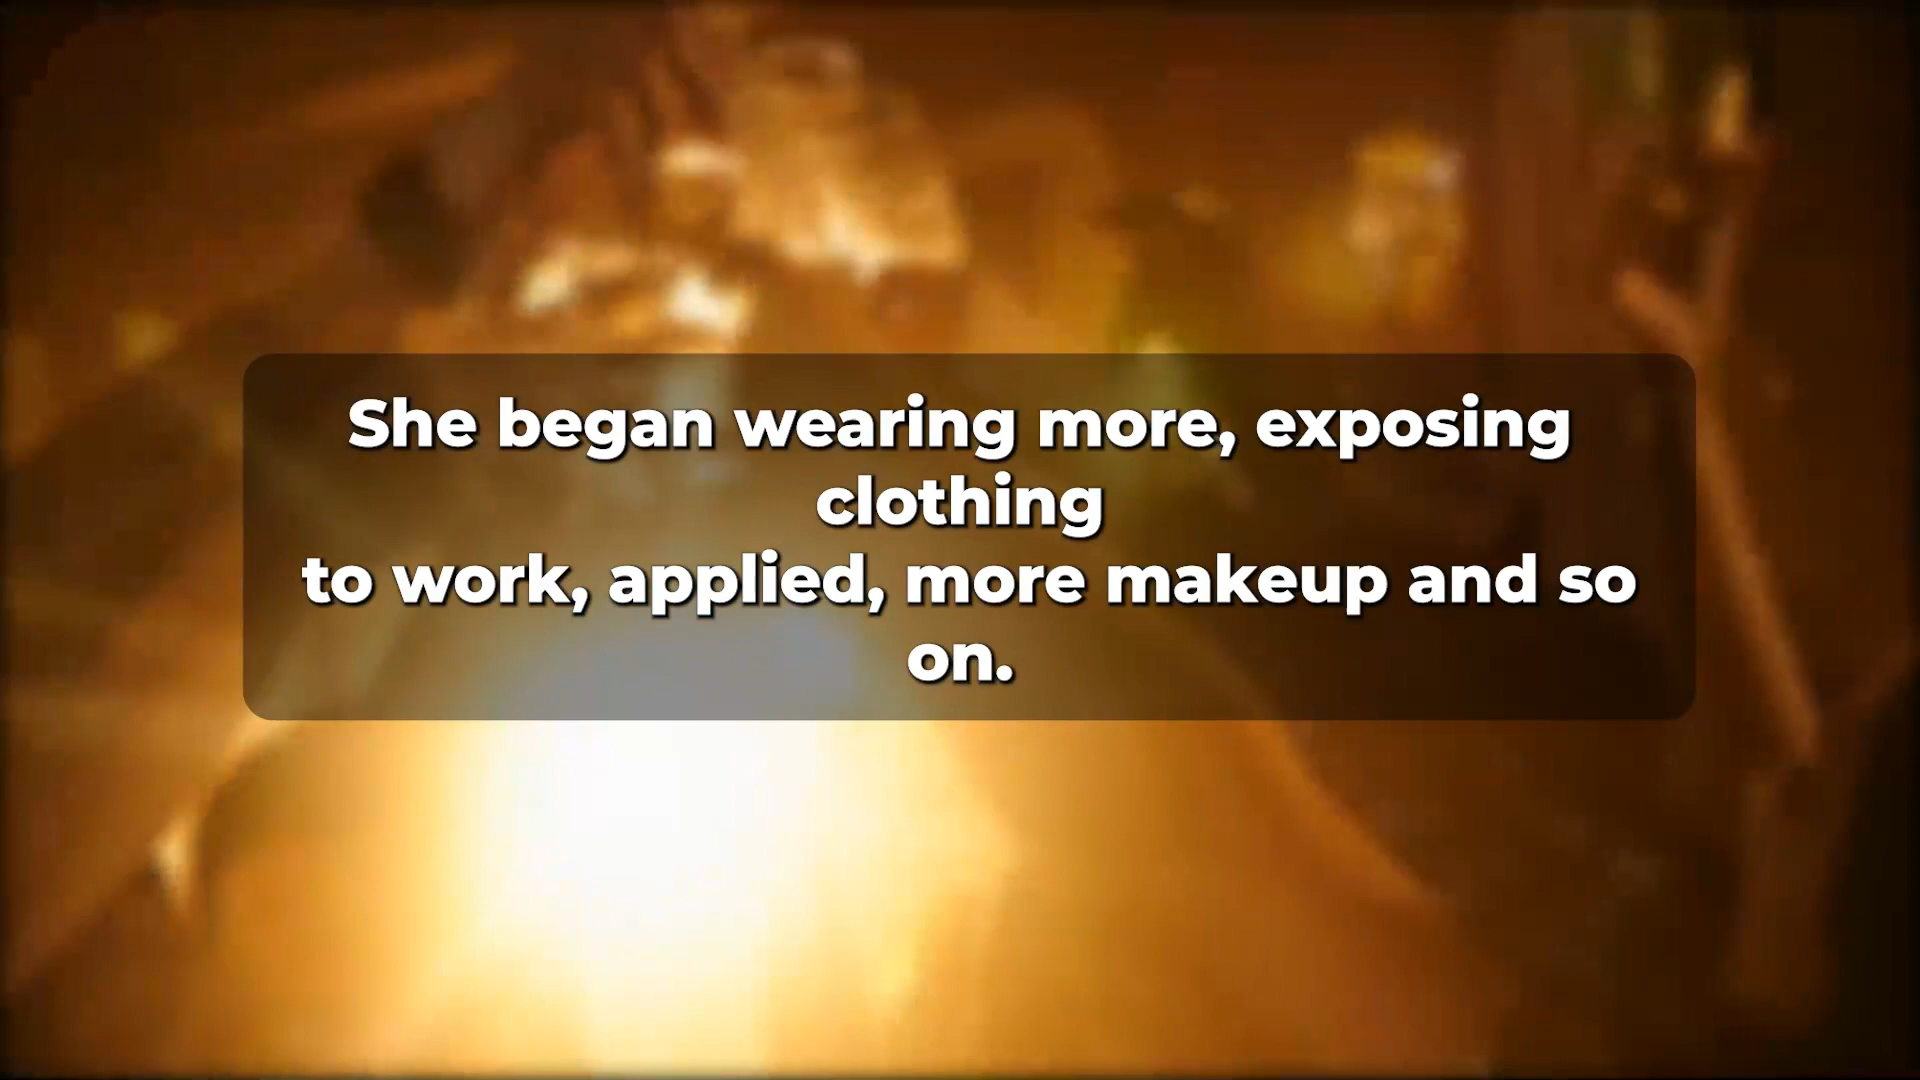 She began wearing more, exposing
clothing
to work, applied, more makeup and so
on.